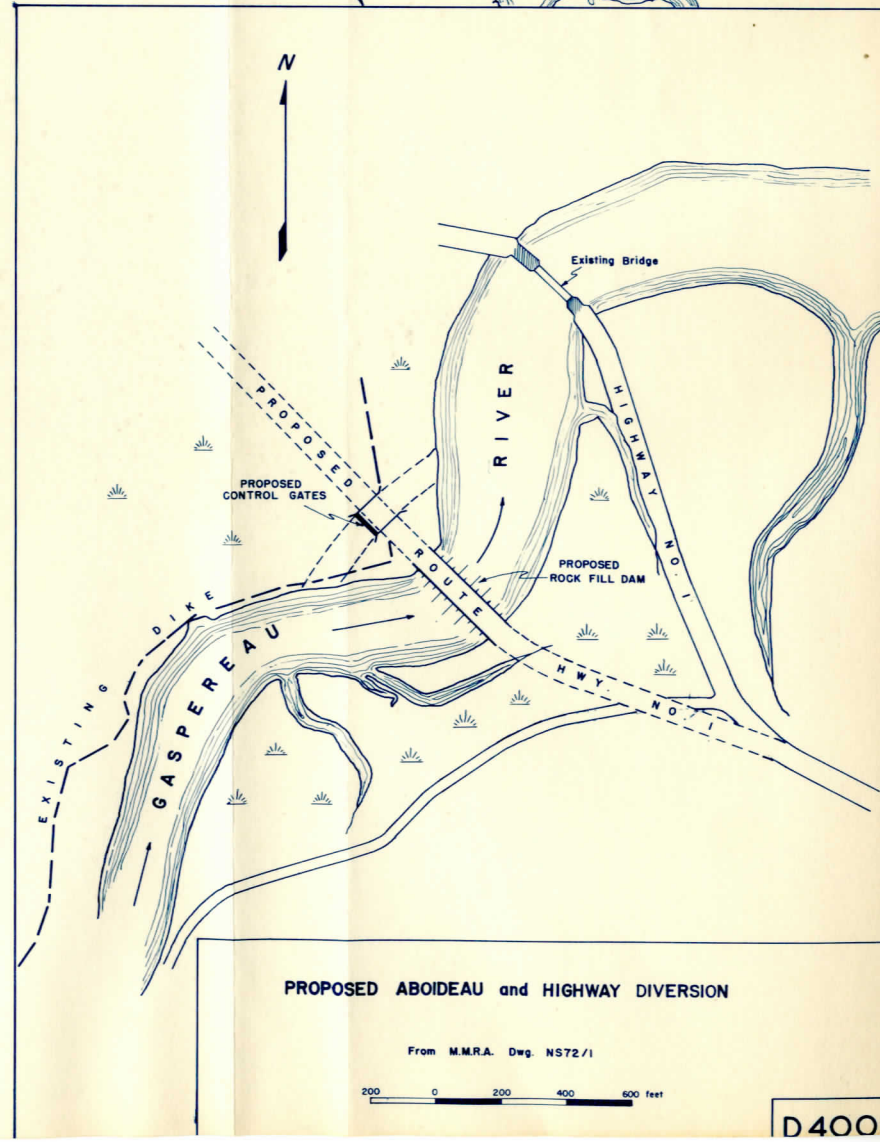 N
Existing Bridge
RIVER
HIGHWAY NO. 1
PROPOSED
PROPOSED
CONTROL GATES
ROUTE
PROPOSED
ROCK FILL DAM
EXISTING DIKE
GASPEREAU
HWY. NO. 1
PROPOSED ABOIDEAU and HIGHWAY DIVERSION
From M.M.R.A. Dwg. NS72/1
200 0 200 400 600 feet
D400